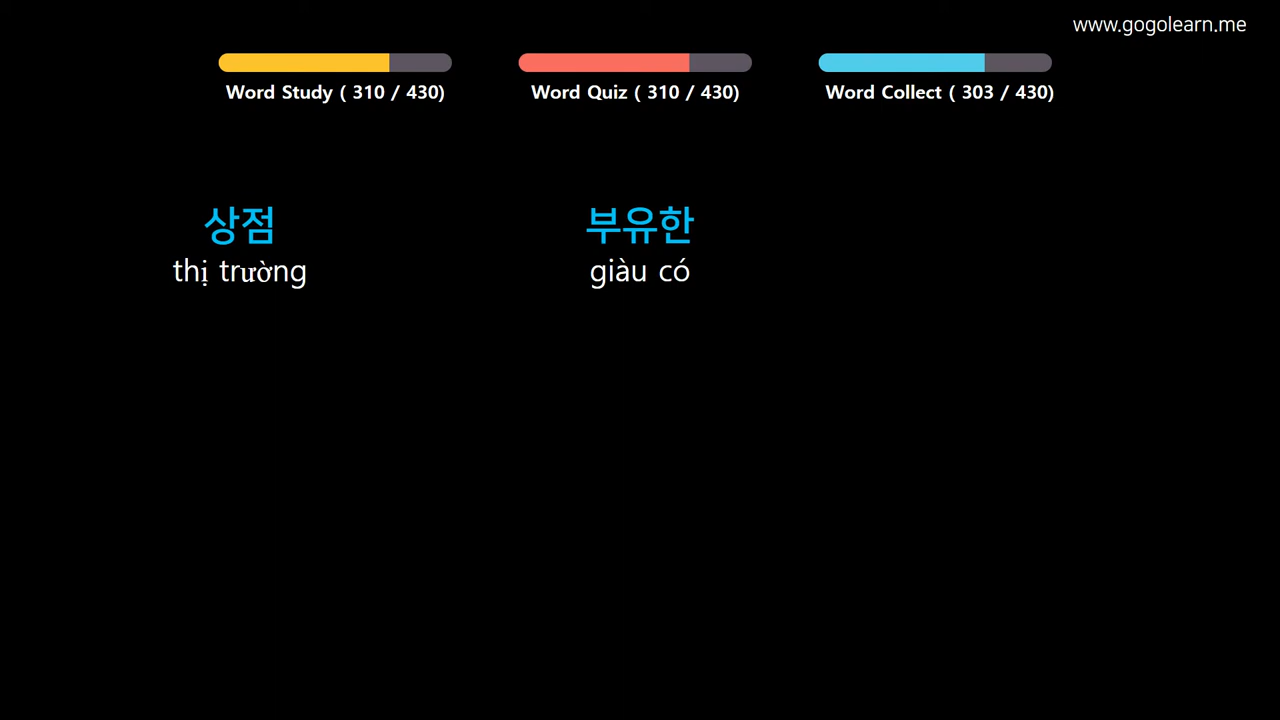 www.gogolearn.me
Word Study ( 310 / 430)
Word Quiz ( 310 / 430)
Word Collect ( 303 / 430)
상점
thị trường
부유한
giàu có